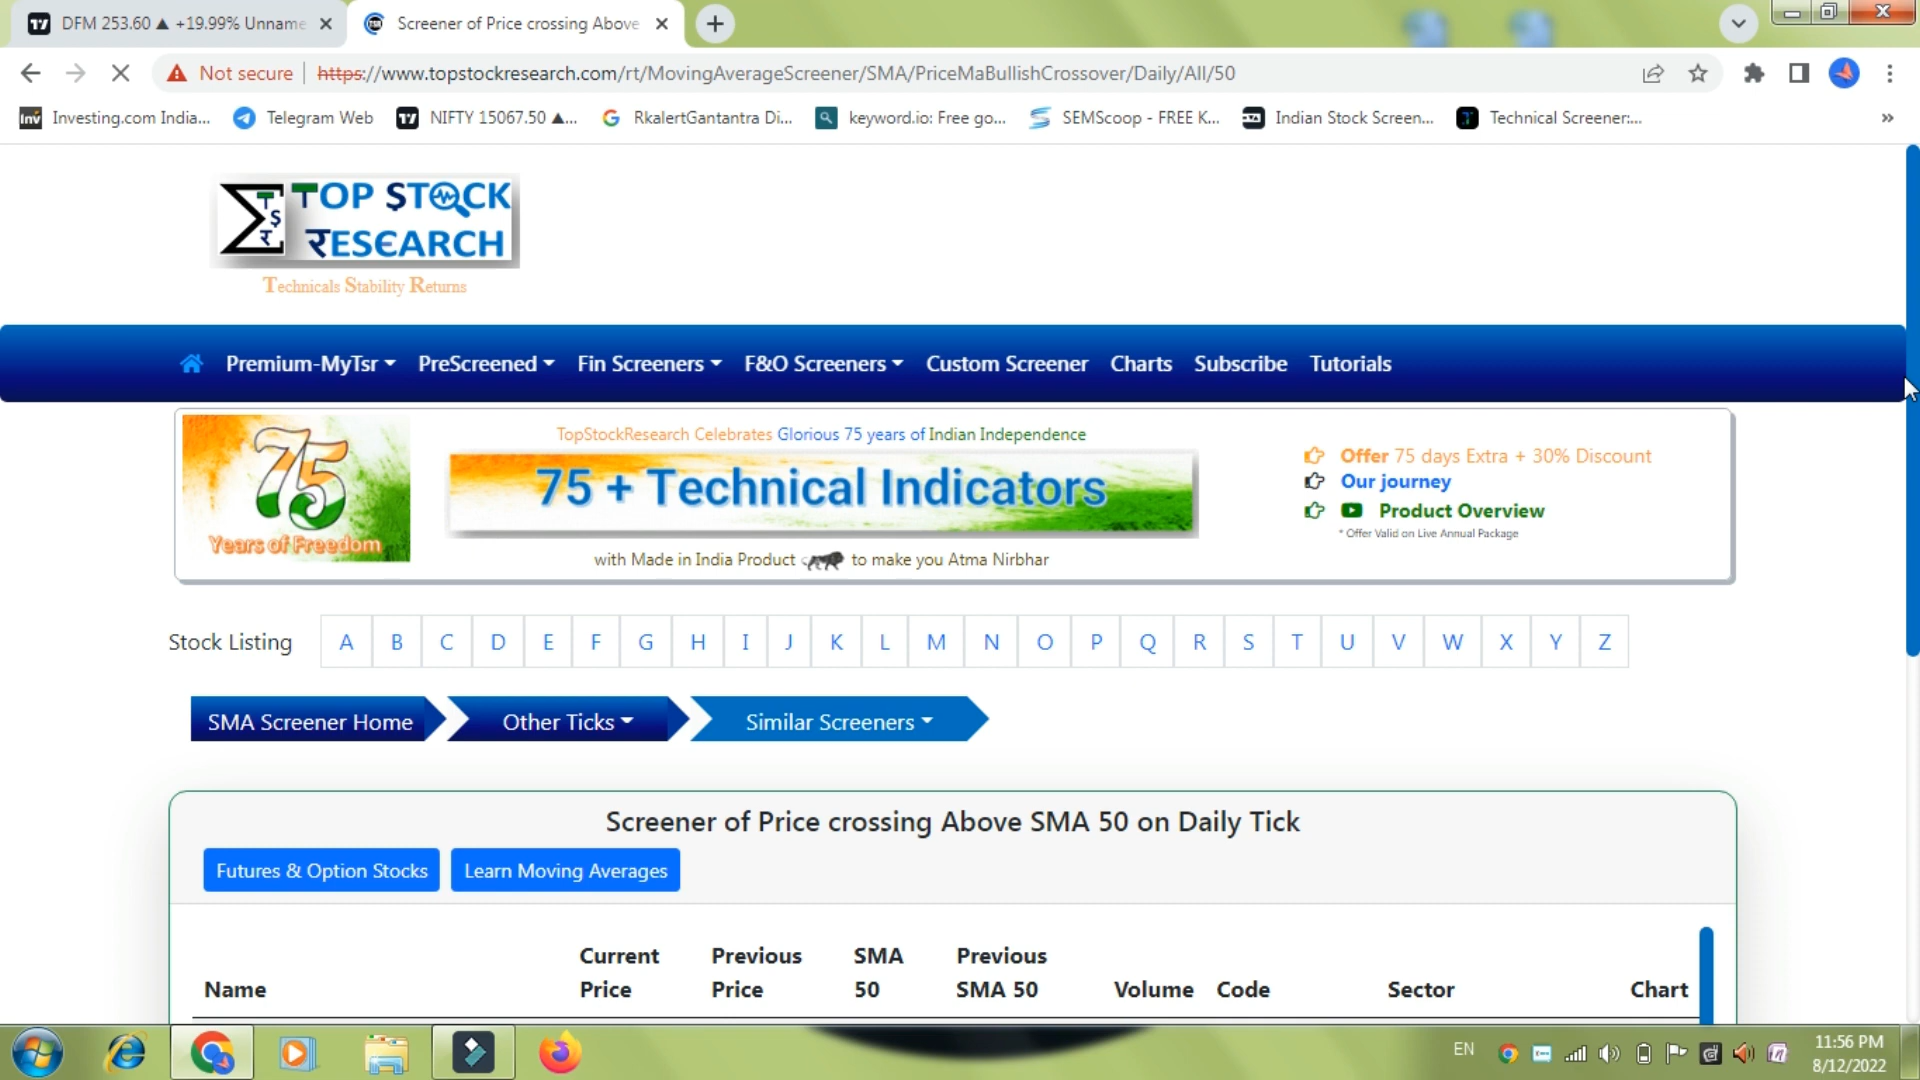 DFM 253.60 ▲ +19.99% Unname
Screener of Price crossing Above
Not secure
https://www.topstockresearch.com/rt/MovingAverageScreener/SMA/PriceMaBullishCrossover/Daily/All/50
Inv Investing.com India...
Telegram Web
NIFTY 15067.50 ▲...
RkalertGantantra Di...
keyword.io: Free go...
SEMScoop - FREE K...
Indian Stock Screen...
Technical Screener:...
»
TOP STOCK
RESEARCH
Technicals Stability Returns
Premium-MyTsr
PreScreened
Fin Screeners
F&O Screeners
Custom Screener
Charts
Subscribe
Tutorials
75
Years of Freedom
TopStockResearch Celebrates Glorious 75 years of Indian Independence
75 + Technical Indicators
with Made in India Product to make you Atma Nirbhar
Offer 75 days Extra + 30% Discount
Our journey
Product Overview
* Offer Valid on Live Annual Package
Stock Listing A B C D E F G H I J K L M N O P Q R S T U V W X Y Z
SMA Screener Home
Other Ticks
Similar Screeners
Screener of Price crossing Above SMA 50 on Daily Tick
Futures & Option Stocks
Learn Moving Averages
Name
Current Price
Previous Price
SMA 50
Previous SMA 50
Volume
Code
Sector
Chart
EN
11:56 PM
8/12/2022